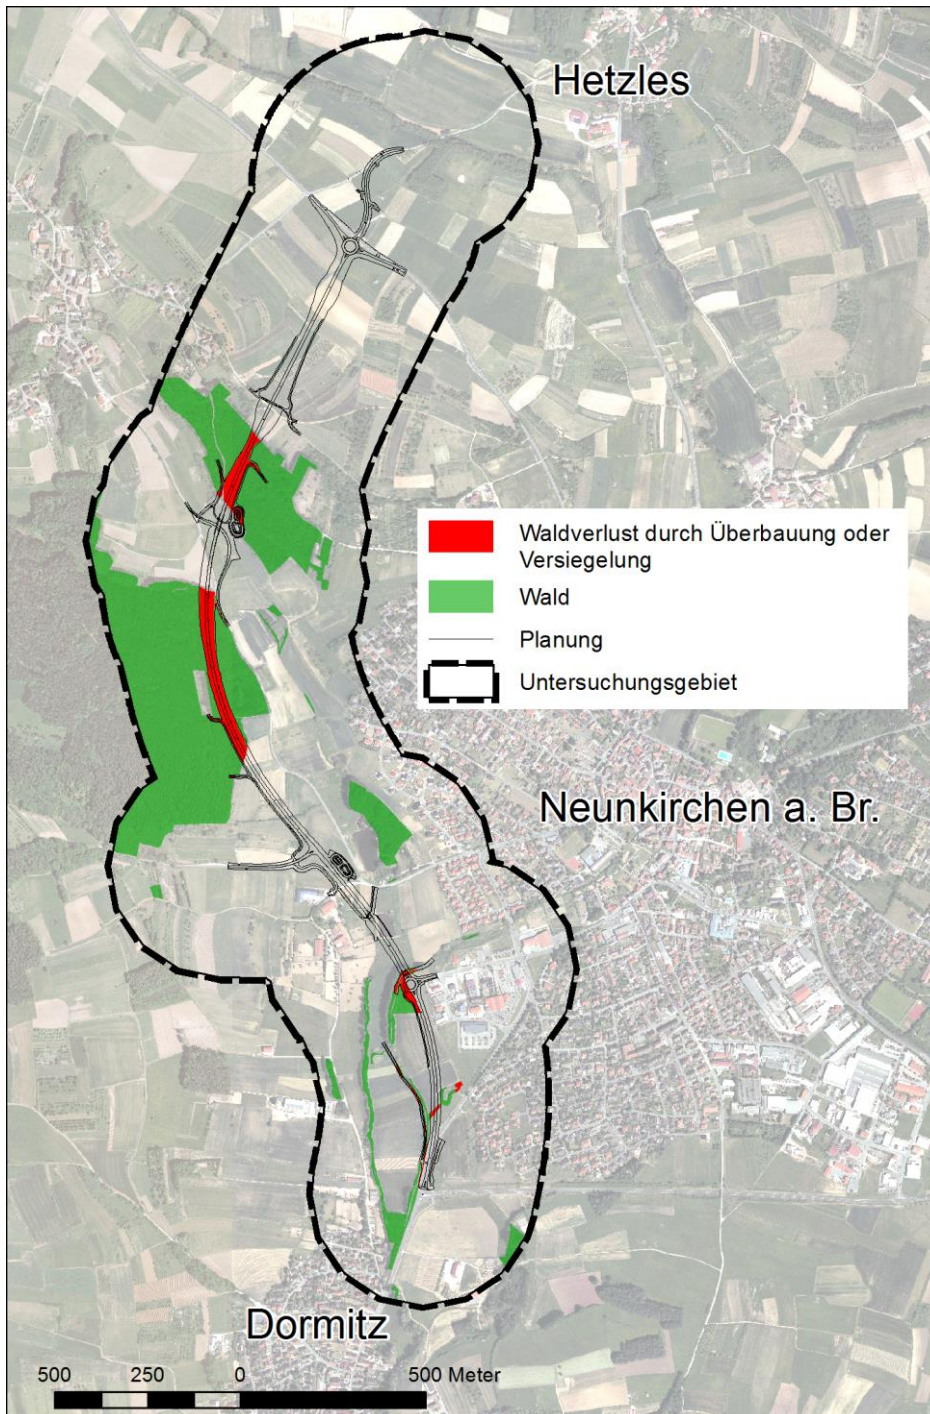 Hetzles
Waldverlust durch Überbauung oder
Versiegelung
Wald
Planung
Untersuchungsgebiet
Neunkirchen a. Br.
Dormitz
500 250 0 500 Meter